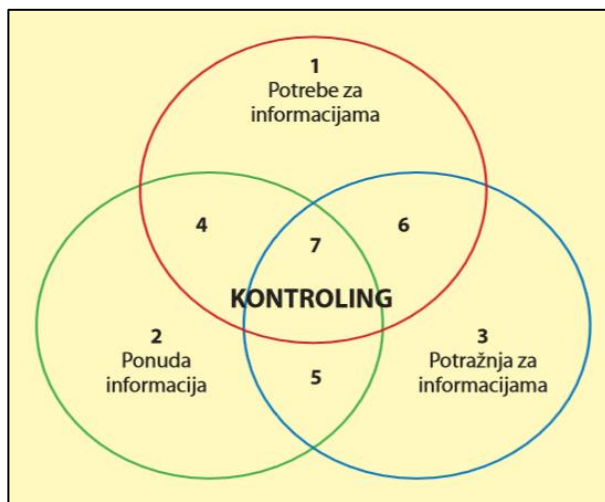 1
Potrebe za
informacijama
4
6
7
KONTROLING
2
Ponuda
informacija
3
Potražnja za
informacijama
5